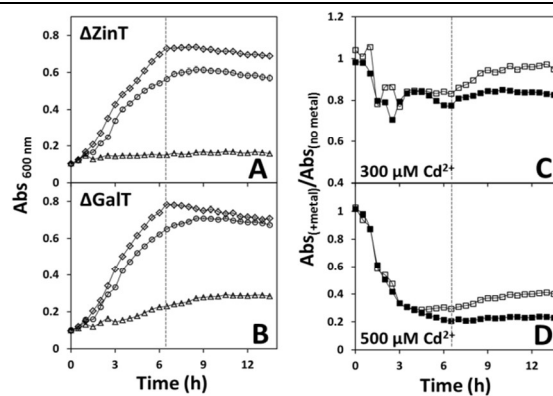 ΔZinT
A
0.8
0.6
0.4
0.2
0
Abs 600 nm
ΔGalT
B
0.8
0.6
0.4
0.2
0
0 3 6 9 12
Time (h)
C
300 µM Cd2+
1.2
1
0.8
0.6
0.4
Abs(+metal)/Abs(no metal)
D
500 µM Cd2+
1.2
1
0.8
0.6
0.4
0.2
0
0 3 6 9 12
Time (h)